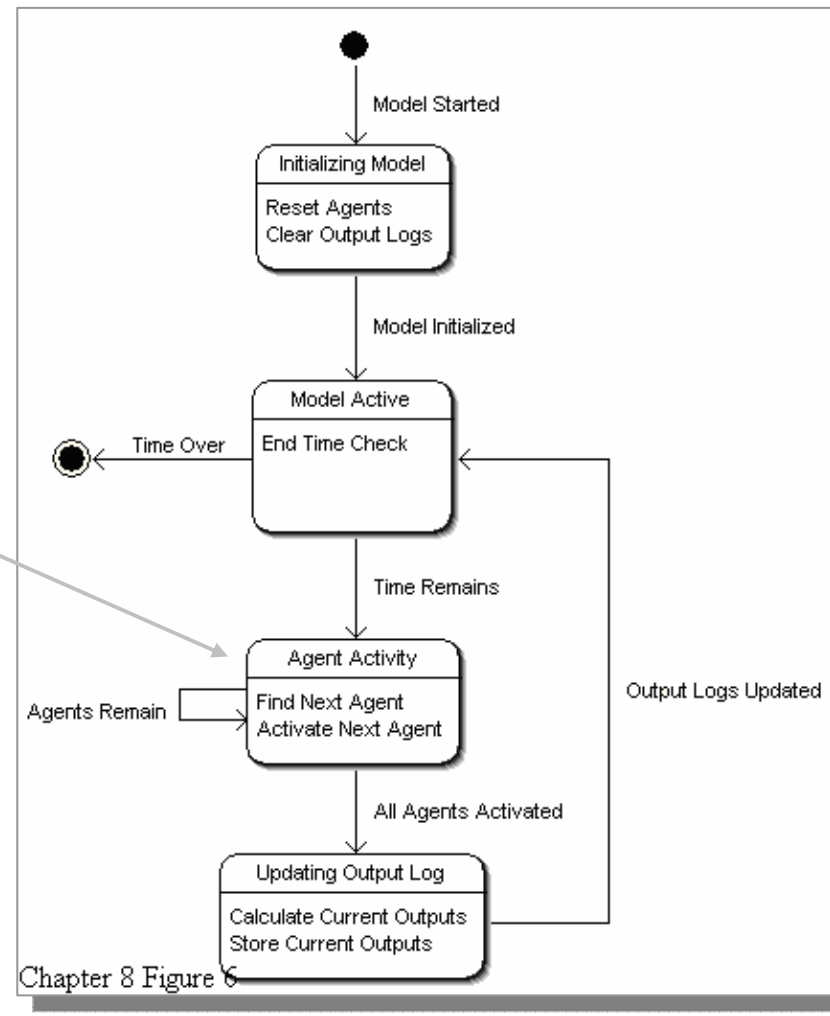 Model Started
Initializing Model
Reset Agents
Clear Output Logs
Model Initialized
Model Active
End Time Check
Time Over
Time Remains
Agent Activity
Find Next Agent
Activate Next Agent
Agents Remain
Output Logs Updated
All Agents Activated
Updating Output Log
Calculate Current Outputs
Store Current Outputs
Chapter 8 Figure 6